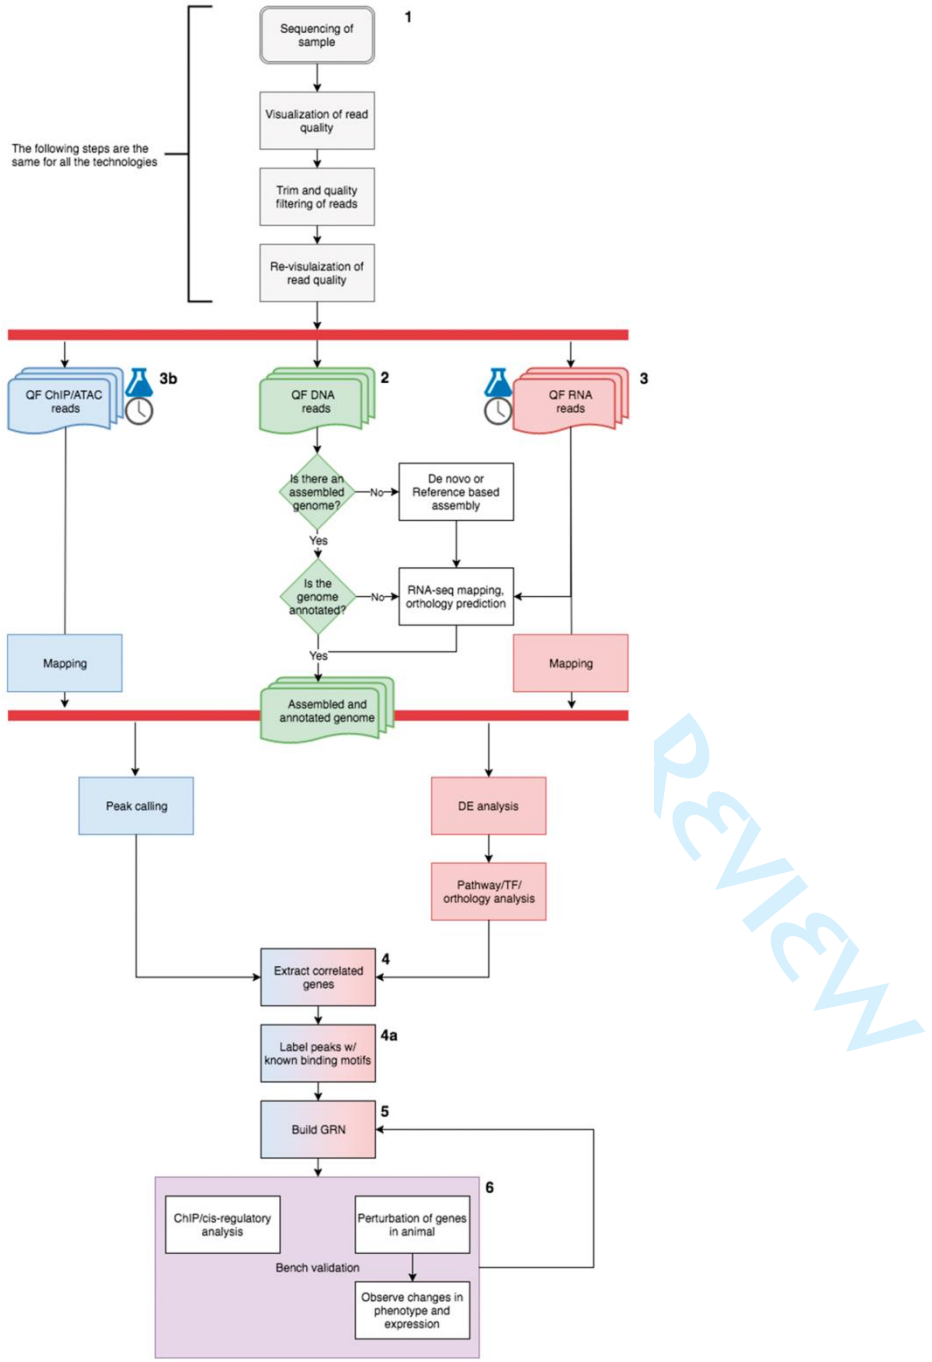 1
Sequencing of
sample
Visualization of read
quality
The following steps are the
same for all the technologies
Trim and quality
filtering of reads
Re-visulaization of
read quality
QF ChIP/ATAC
reads
3b
QF DNA
reads
2
QF RNA
reads
3
Is there an
assembled
genome?
No
De novo or
Reference based
assembly
Yes
Is the
genome
annotated?
No
RNA-seq mapping,
orthology prediction
Yes
Mapping
Mapping
Assembled and
annotated genome
Peak calling
DE analysis
Pathway/TF/
orthology analysis
Extract correlated
genes
4
Label peaks w/
known binding motifs
4a
Build GRN
5
6
ChIP/cis-regulatory
analysis
Perturbation of genes
in animal
Bench validation
Observe changes in
phenotype and
expression
REVIEW